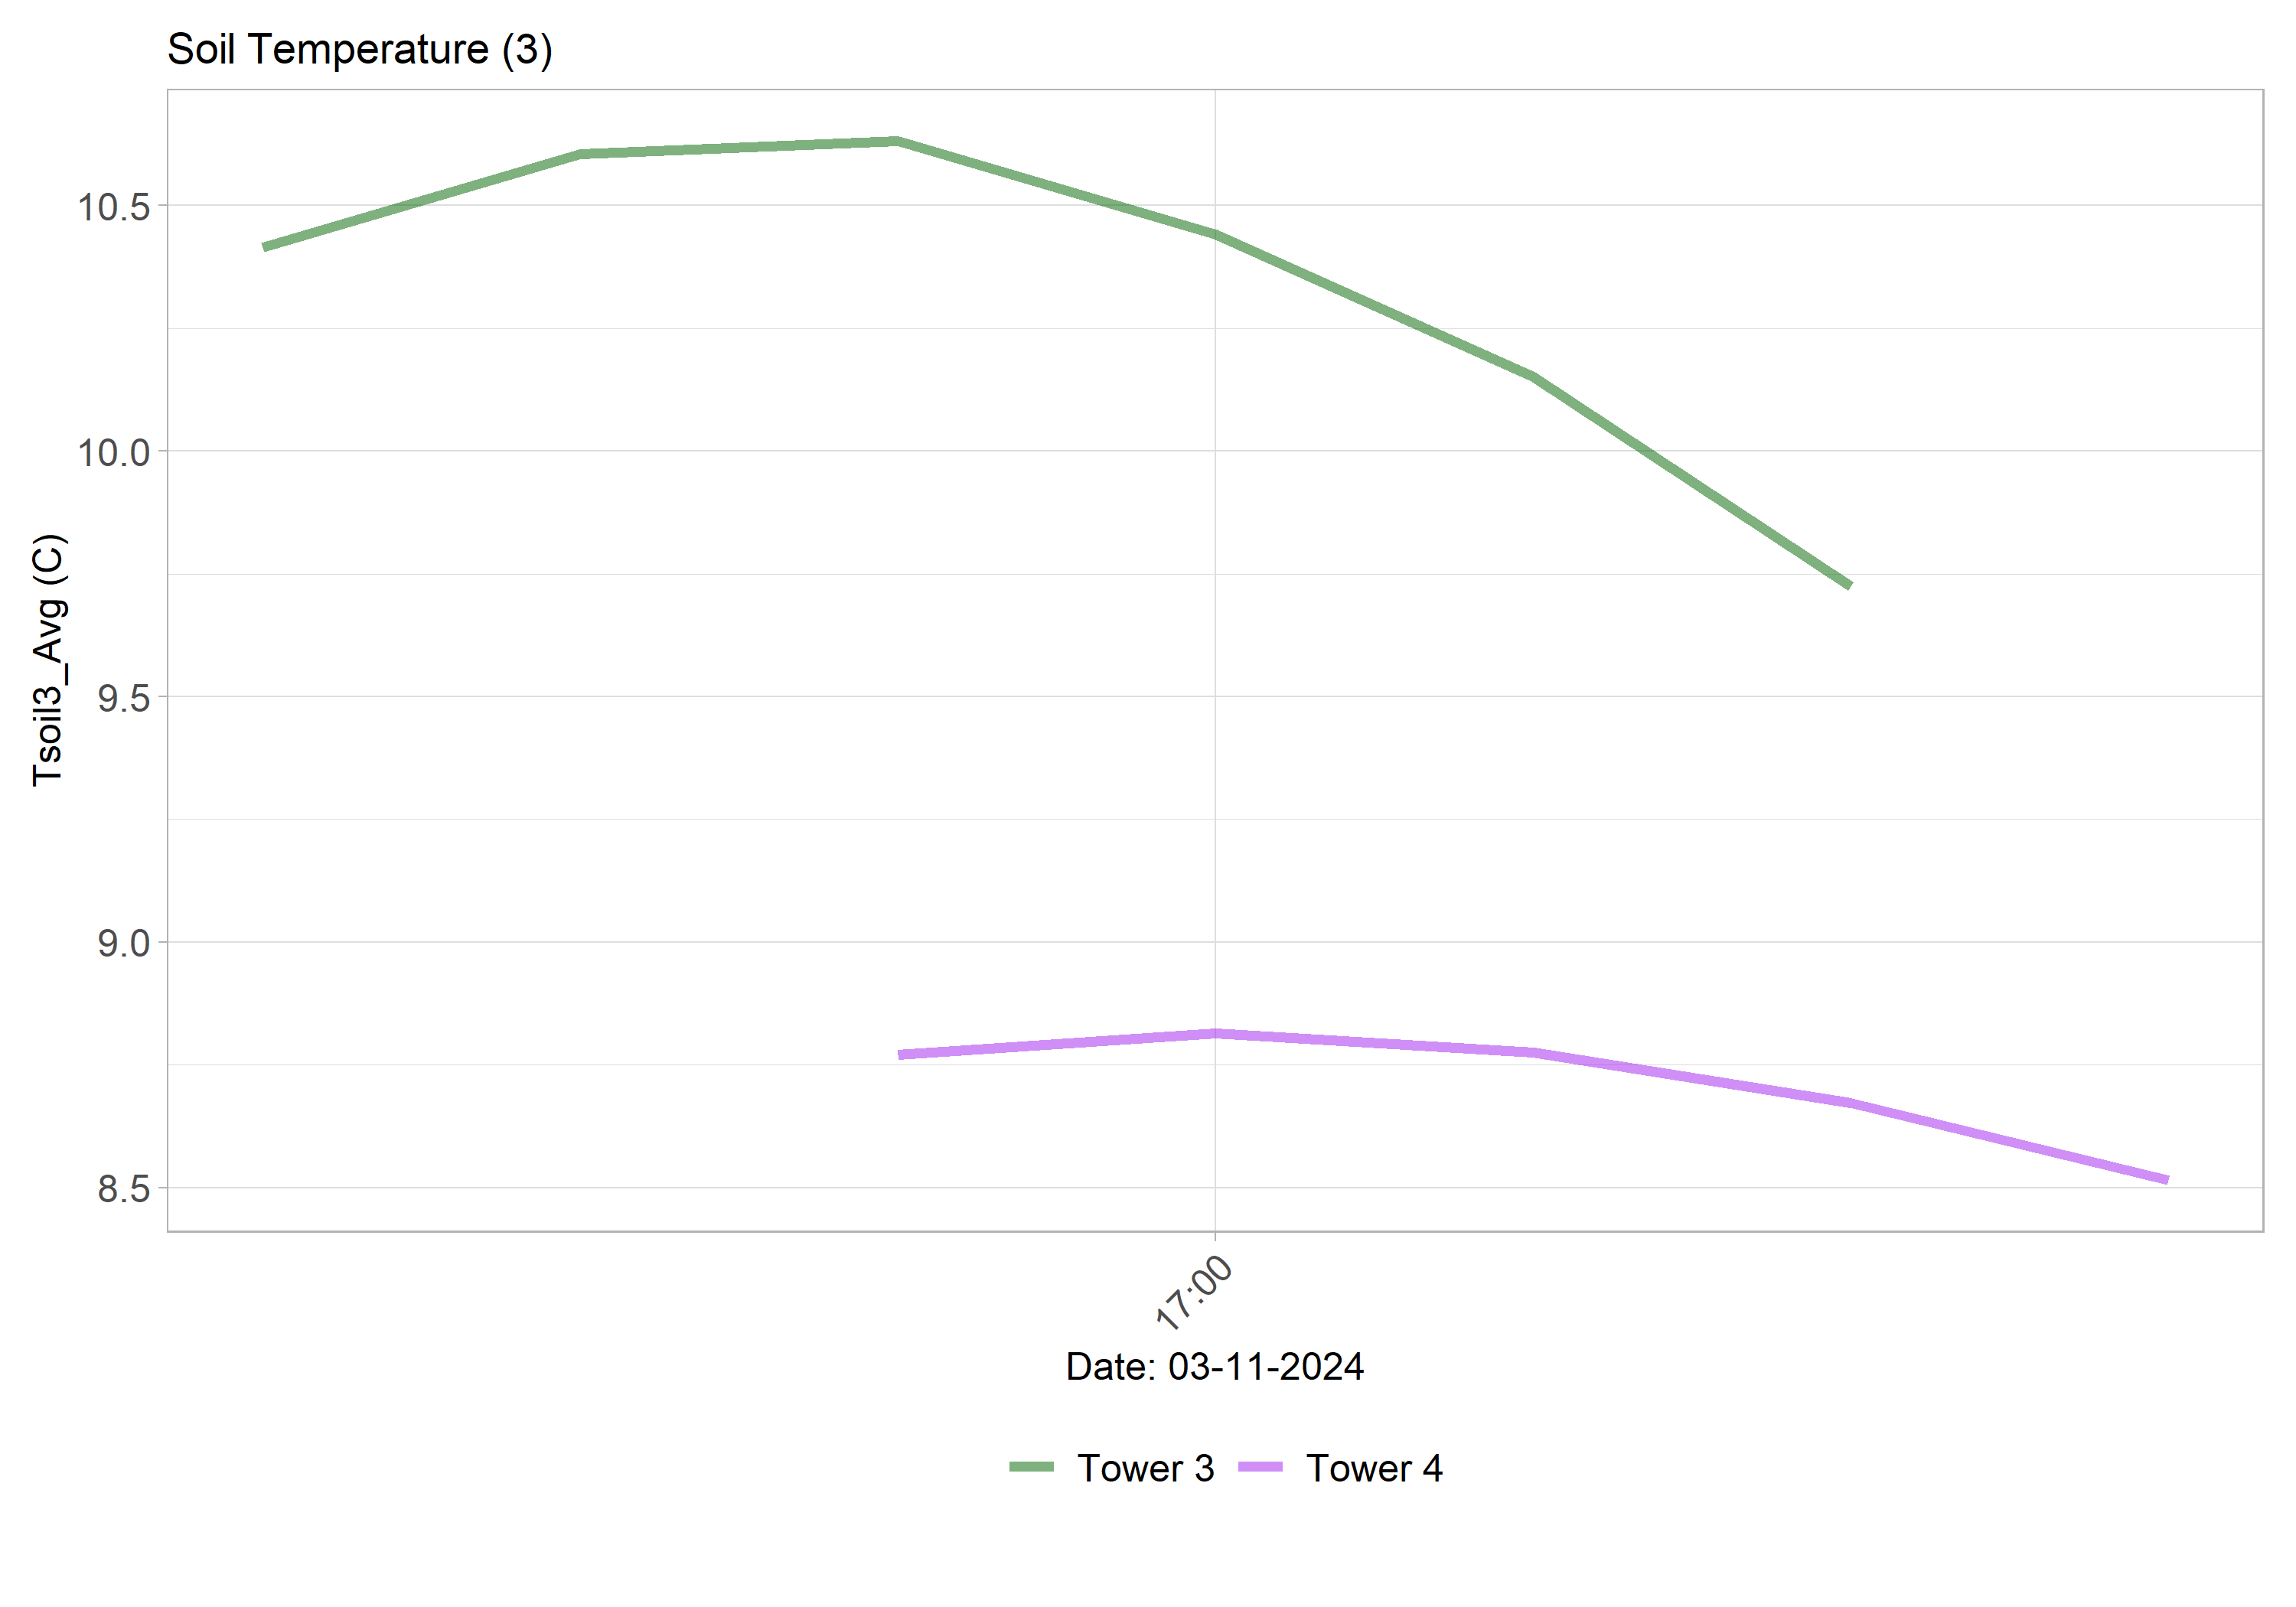 Soil Temperature (3)
Tsoil3_Avg (C)
10.5
10.0
9.5
9.0
8.5
17:00
Date: 03-11-2024
Tower 3 Tower 4